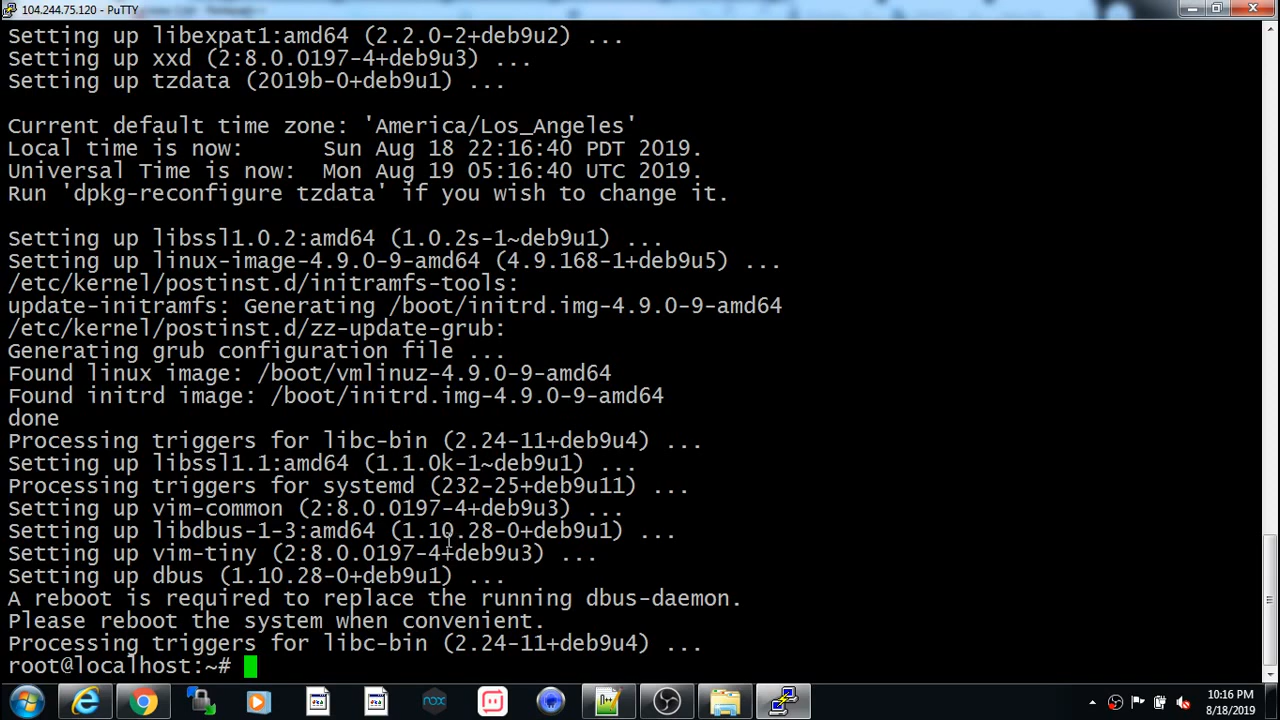 104.244.75.120 - PuTTY
Setting up libexpat1:amd64 (2.2.0-2+deb9u2) ...
Setting up xxd (2:8.0.0197-4+deb9u3) ...
Setting up tzdata (2019b-0+deb9u1) ...
Current default time zone: 'America/Los_Angeles'
Local time is now:      Sun Aug 18 22:16:40 PDT 2019.
Universal Time is now:  Mon Aug 19 05:16:40 UTC 2019.
Run 'dpkg-reconfigure tzdata' if you wish to change it.
Setting up libssl1.0.2:amd64 (1.0.2s-1~deb9u1) ...
Setting up linux-image-4.9.0-9-amd64 (4.9.168-1+deb9u5) ...
/etc/kernel/postinst.d/initramfs-tools:
update-initramfs: Generating /boot/initrd.img-4.9.0-9-amd64
/etc/kernel/postinst.d/zz-update-grub:
Generating grub configuration file ...
Found linux image: /boot/vmlinuz-4.9.0-9-amd64
Found initrd image: /boot/initrd.img-4.9.0-9-amd64
done
Processing triggers for libc-bin (2.24-11+deb9u4) ...
Setting up libssl1.1:amd64 (1.1.0k-1~deb9u1) ...
Processing triggers for systemd (232-25+deb9u11) ...
Setting up vim-common (2:8.0.0197-4+deb9u3) ...
Setting up libdbus-1-3:amd64 (1.10.28-0+deb9u1) ...
Setting up vim-tiny (2:8.0.0197-4+deb9u3) ...
Setting up dbus (1.10.28-0+deb9u1) ...
A reboot is required to replace the running dbus-daemon.
Please reboot the system when convenient.
Processing triggers for libc-bin (2.24-11+deb9u4) ...
root@localhost:~#
10:16 PM
8/18/2019